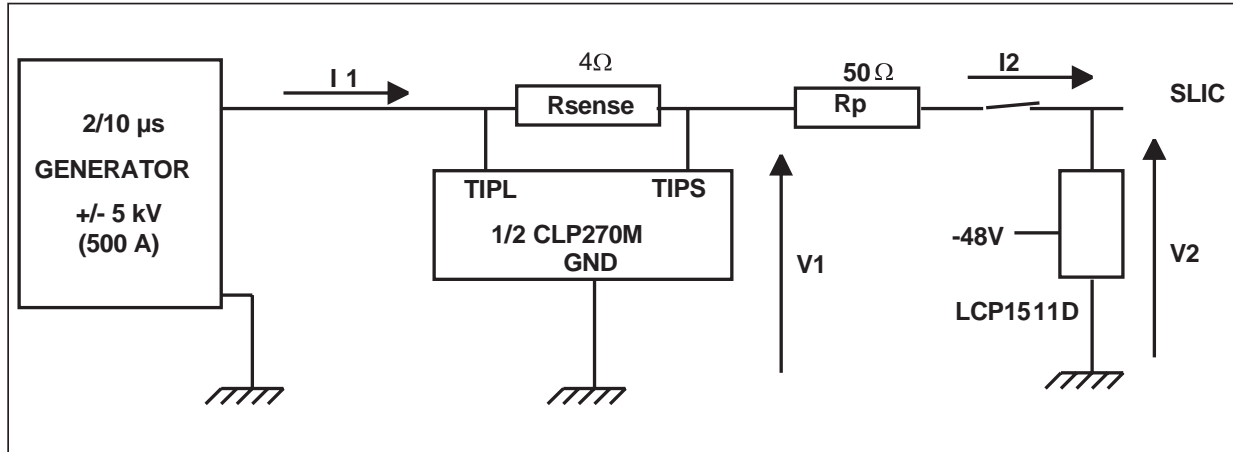 2/10 µs
GENERATOR
+/- 5 kV
(500 A)
I 1
4Ω
Rsense
TIPL
TIPS
1/2 CLP270M
GND
V1
50 Ω
Rp
I2
SLIC
-48V
LCP1511D
V2